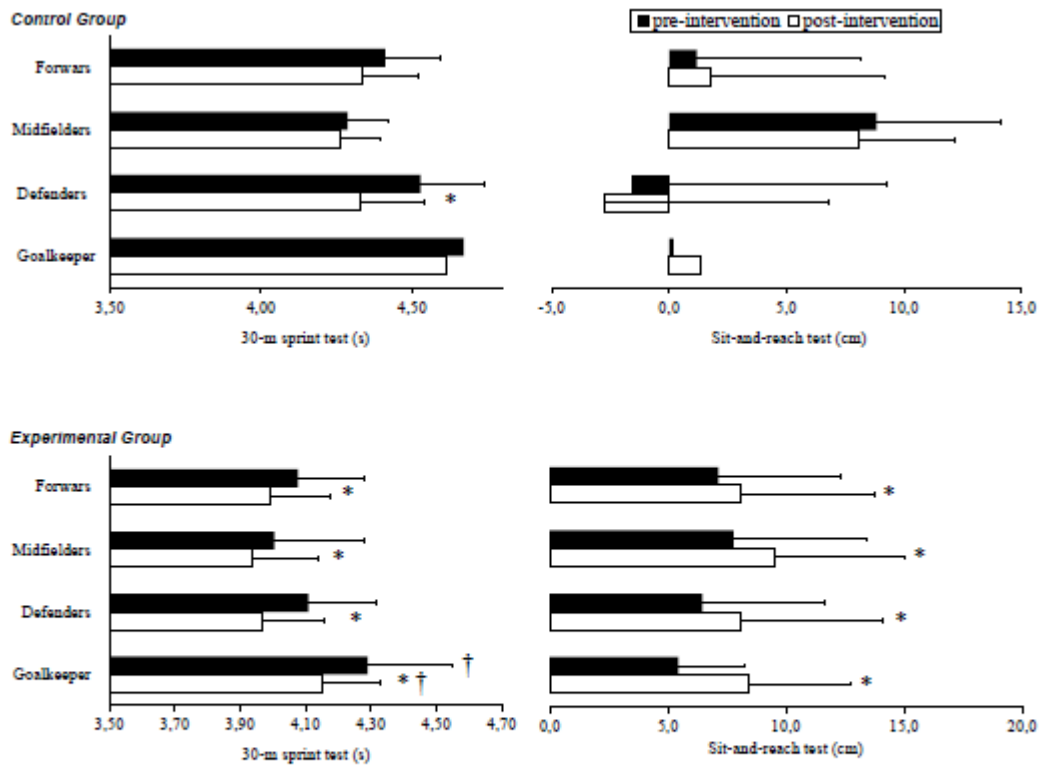 Control Group
pre-intervention post-intervention
Forwars
Midfielders
Defenders *
Goalkeeper
3,50 4,00 4,50
30-m sprint test (s)
-5,0 0,0 5,0 10,0 15,0
Sit-and-reach test (cm)
Experimental Group
Forwars * *
Midfielders * *
Defenders * *
Goalkeeper †
* † *
3,50 3,70 3,90 4,10 4,30 4,50 4,70
30-m sprint test (s)
0,0 5,0 10,0 15,0 20,0
Sit-and-reach test (cm)